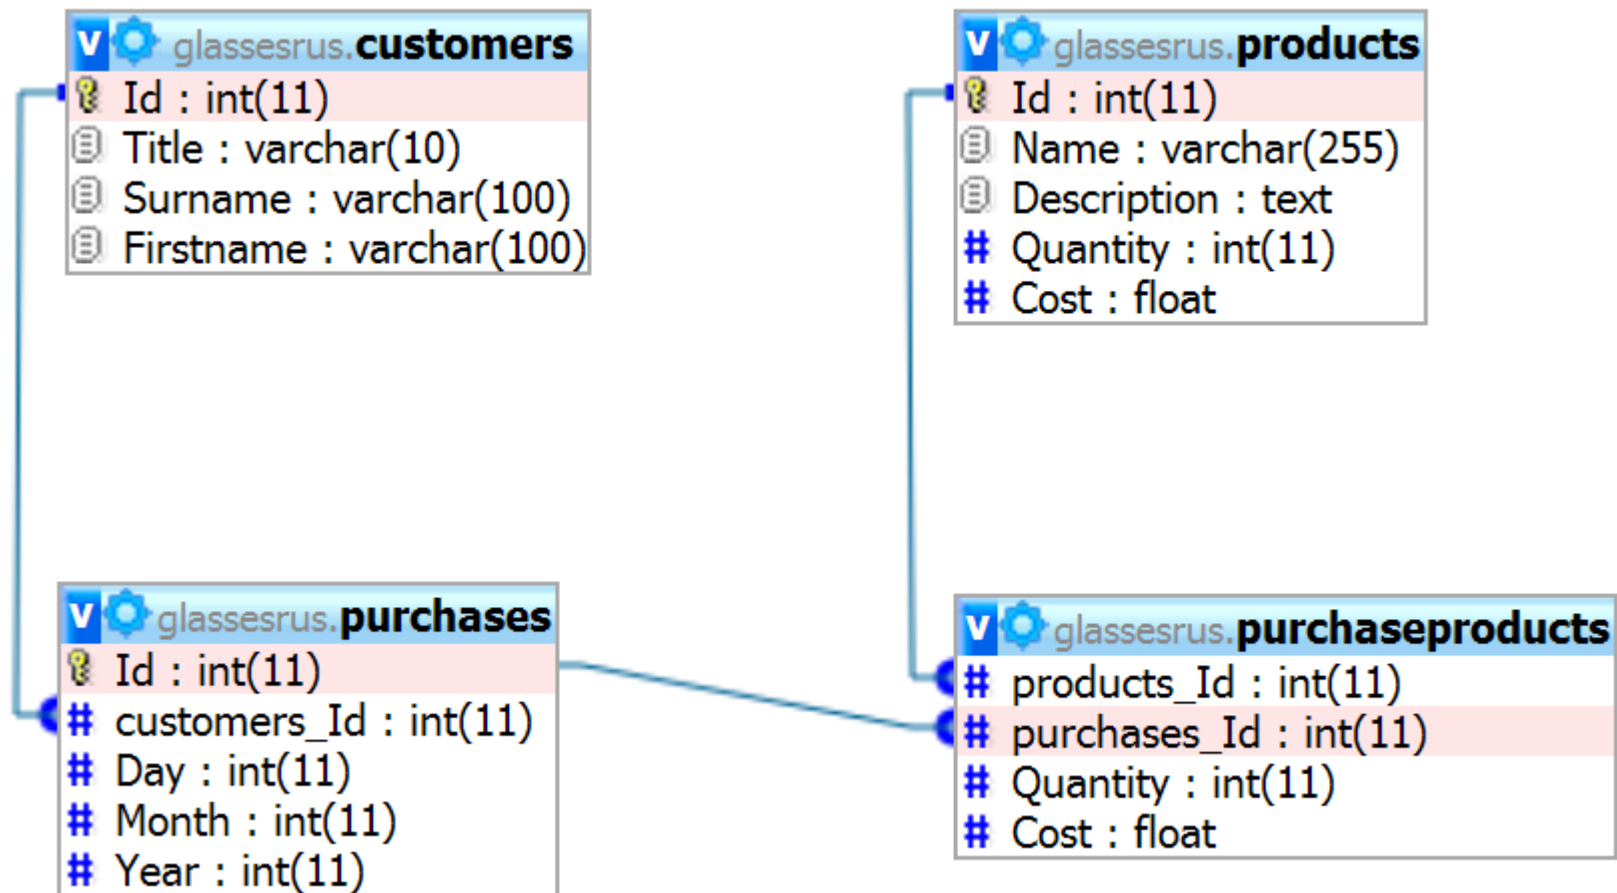 v glassesrus.customers
Id : int(11)
Title : varchar(10)
Surname : varchar(100)
Firstname : varchar(100)
v glassesrus.products
Id : int(11)
Name : varchar(255)
Description : text
# Quantity : int(11)
# Cost : float
v glassesrus.purchases
Id : int(11)
# customers_Id : int(11)
# Day : int(11)
# Month : int(11)
# Year : int(11)
v glassesrus.purchaseproducts
# products_Id : int(11)
# purchases_Id : int(11)
# Quantity : int(11)
# Cost : float